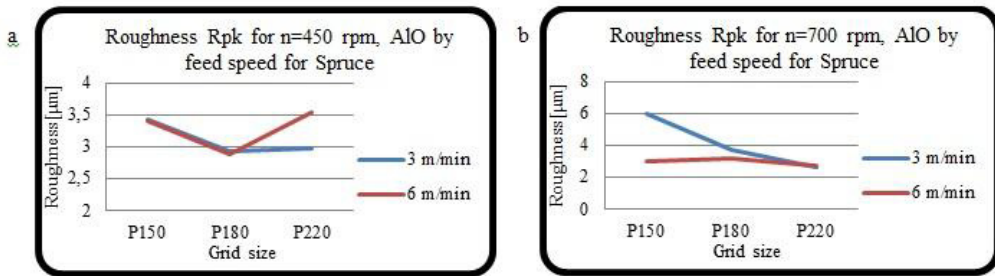 a
Roughness Rpk for n=450 rpm, AlO by
feed speed for Spruce
Roughness [µm]
4
3,5
3
2,5
2
P150 P180 P220
Grid size
3 m/min
6 m/min
b
Roughness Rpk for n=700 rpm, AlO by
feed speed for Spruce
Roughness [µm]
8
6
4
2
0
P150 P180 P220
Grid size
3 m/min
6 m/min